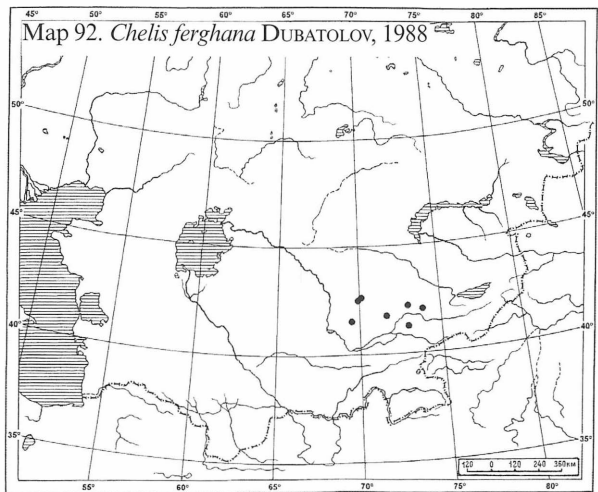 45° 50° 55° 60° 65° 70° 75° 80° 85°
Map 92. Chelis ferghana DUBATOLOV, 1988
50° 50°
45° 45°
40° 40°
35° 35°
120 0 120 240 360км
55° 60° 65° 70° 75° 80°